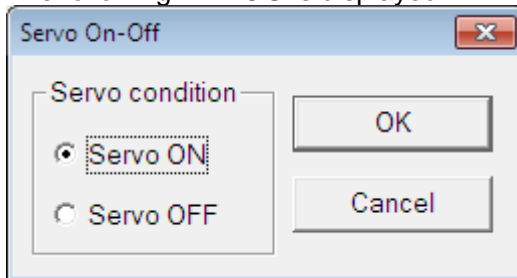 Servo On-Off
Servo condition
Servo ON
Servo OFF
OK
Cancel